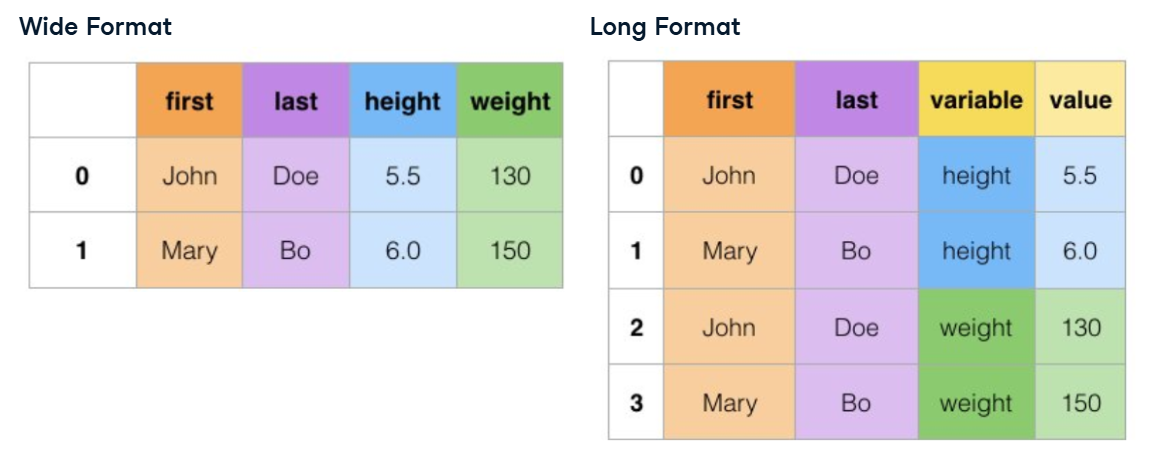 Wide Format
first last height weight
0 John Doe 5.5 130
1 Mary Bo 6.0 150
Long Format
first last variable value
0 John Doe height 5.5
1 Mary Bo height 6.0
2 John Doe weight 130
3 Mary Bo weight 150